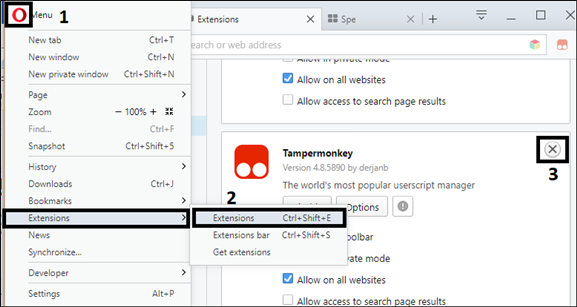 Menu 1
New tab Ctrl+T
New window Ctrl+N
New private window Ctrl+Shift+N
Page
Zoom − 100% +
Find... Ctrl+F
Snapshot Ctrl+Shift+5
History
Downloads Ctrl+J
Bookmarks
Extensions
News
Synchronize...
Developer
Settings Alt+P
2
Extensions Ctrl+Shift+E
Extensions bar Ctrl+Shift+S
Get extensions
Extensions
Spe
search or web address
Allow in private mode
Allow on all websites
Allow access to search page results
Tampermonkey
Version 4.8.5890 by derjanb
3
The world's most popular userscript manager
Options
Allow on all websites
Allow access to search page results